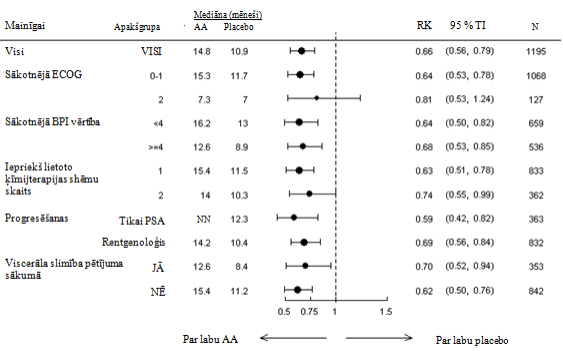 Mainīgai Apakšgrupa Mediāna (mēneši) RK 95 % TI N
AA Placebo
Visi VISI 14.8 10.9 0.66 (0.56, 0.79) 1195
Sākotnējā ECOG 0-1 15.3 11.7 0.64 (0.53, 0.78) 1068
2 7.3 7 0.81 (0.53, 1.24) 127
Sākotnējā BPI vērtība <4 16.2 13 0.64 (0.50, 0.82) 659
>=4 12.6 8.9 0.68 (0.53, 0.85) 536
Iepriekš lietoto ķīmijterapijas shāmu skaits 1 15.4 11.5 0.63 (0.51, 0.78) 833
2 14 10.3 0.74 (0.55, 0.99) 362
Progresēšanas Tikai PSA NN 12.3 0.59 (0.42, 0.82) 363
Rentgenoloģis 14.2 10.4 0.69 (0.56, 0.84) 832
Viscerāla slimība pētījuma sākumā JĀ 12.6 8.4 0.70 (0.52, 0.94) 353
NĒ 15.4 11.2 0.62 (0.50, 0.76) 842
0.5 0.75 1 1.5
Par labu AA Par labu placebo